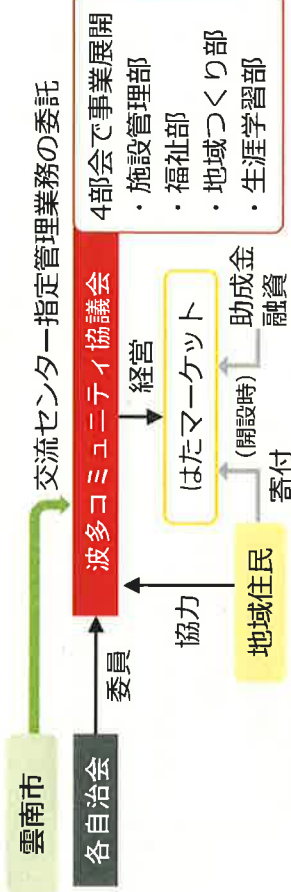 雲南市
交流センター指定管理業務の委託
各自治会
委員
波多コミュニティ協議会
4部会で事業展開
・施設管理部
・福祉部
・地域つくり部
・生涯学習部
経営
協力
はたマーケット
(開設時)
地域住民
寄付
助成金
融資